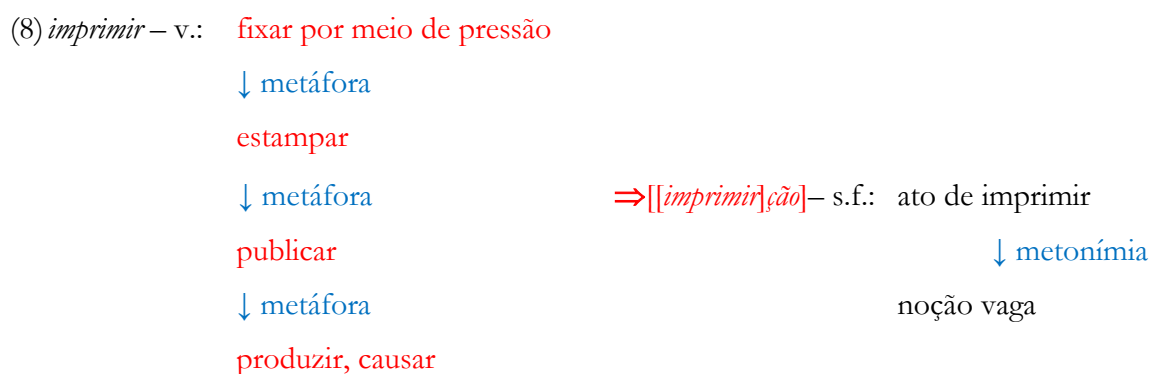 (8) imprimir – v.: fixar por meio de pressão
↓ metáfora
estampar
↓ metáfora ⇒[[imprimir]ção]– s.f.: ato de imprimir
publicar ↓ metonímia
↓ metáfora noção vaga
produzir, causar